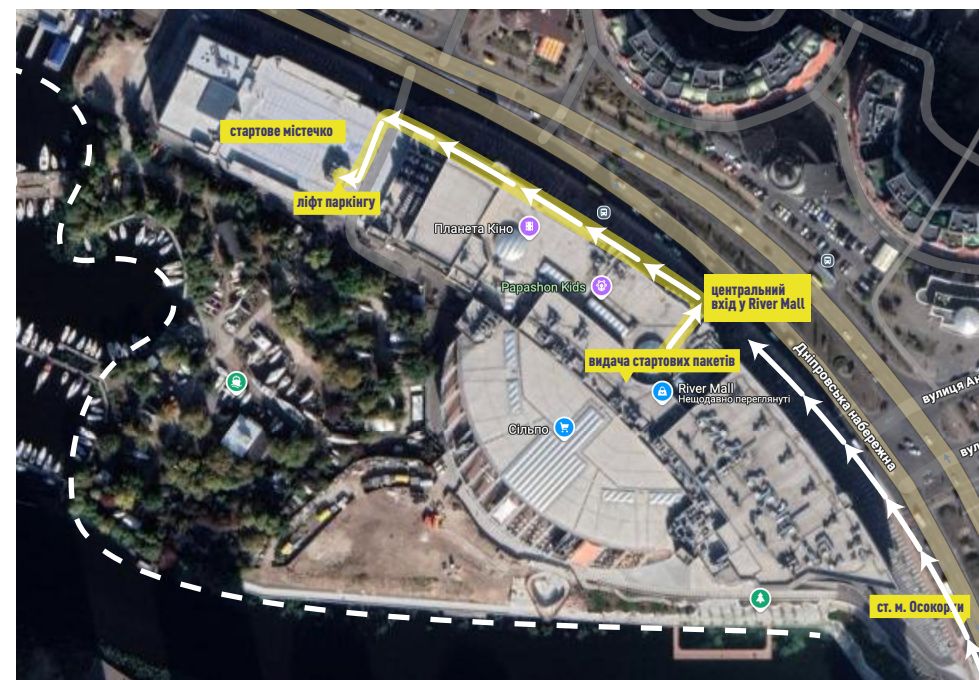 стартове містечко
ліфт паркінгу
Планета Кіно
Papashon Kids
центральний
вхід у River Mall
видача стартових пакетів
River Mall
Нещодавно переглянуті
Сільпо
Дніпровська набережна
вулиця
ст. м. Осокорки